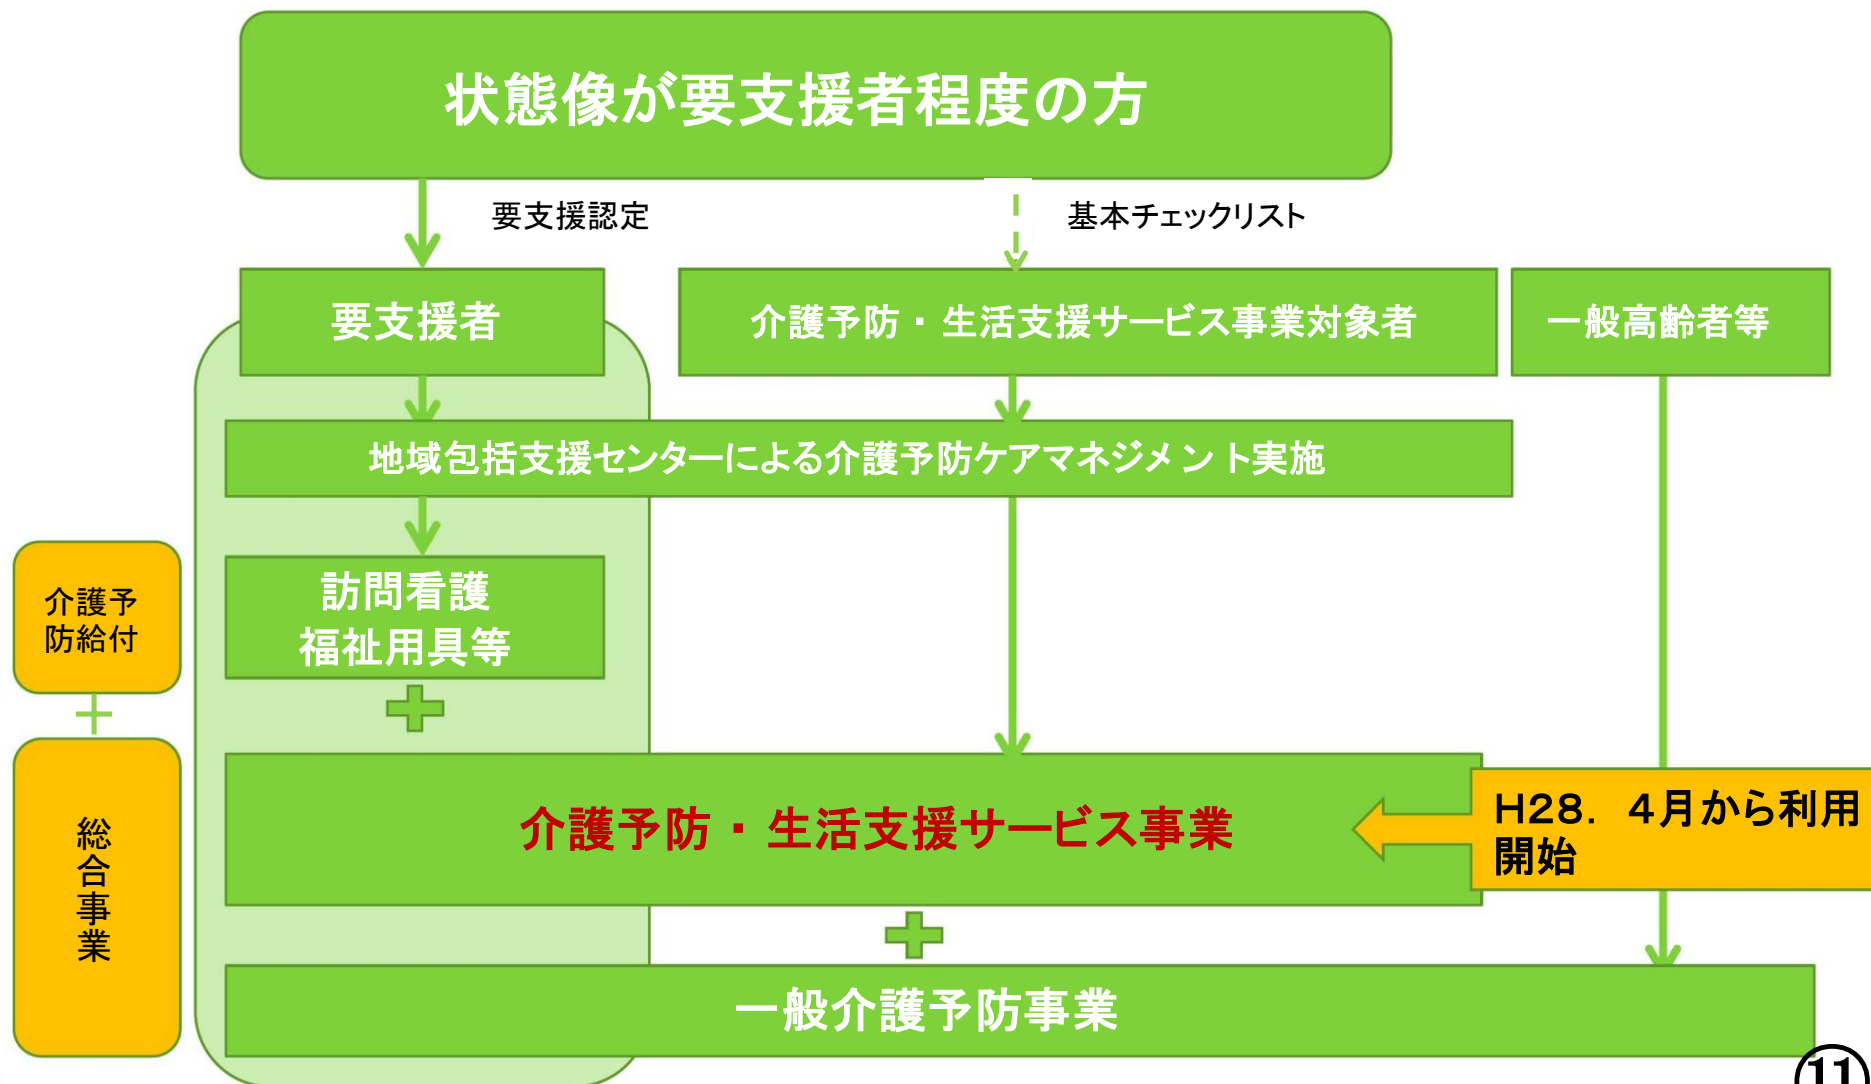 状態像が要支援者程度の方
要支援認定
基本チェックリスト
要支援者
介護予防・生活支援サービス事業対象者
一般高齢者等
地域包括支援センターによる介護予防ケアマネジメント実施
介護予
防給付
訪問看護
福祉用具等
総合事業
介護予防・生活支援サービス事業
H28. 4月から利用
開始
一般介護予防事業
⑪